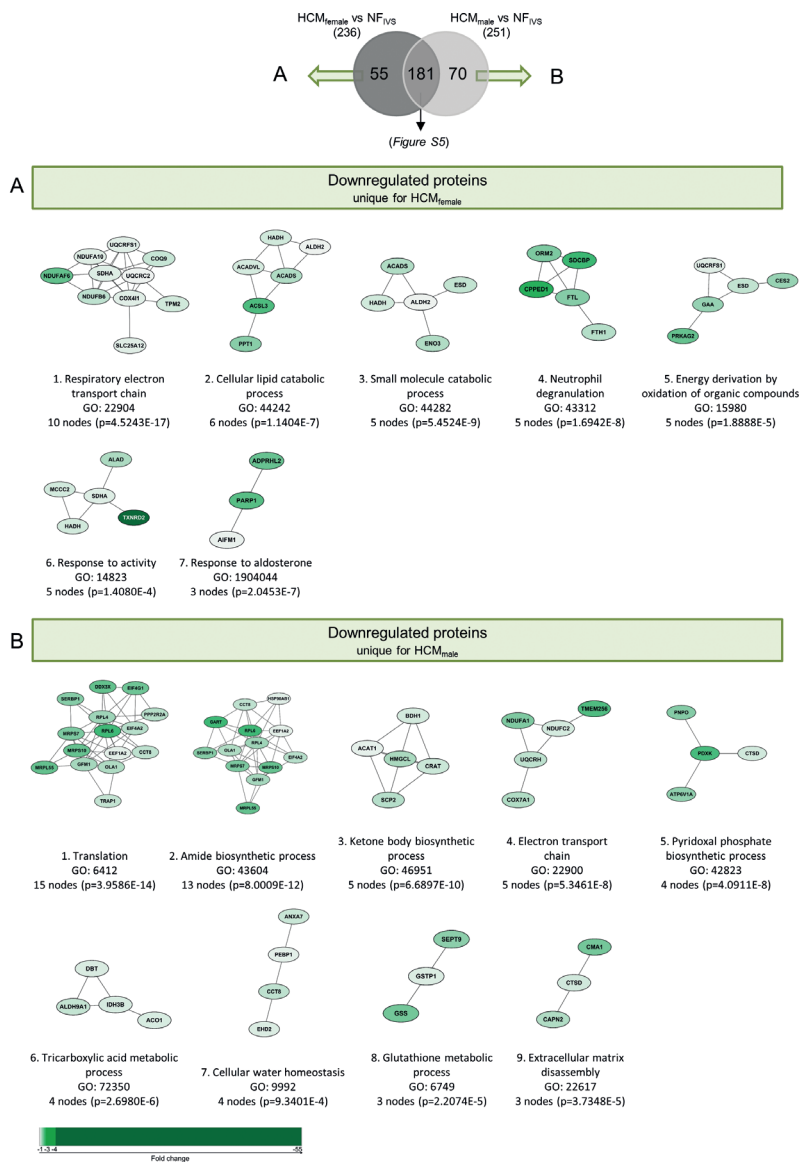 HCMfemale vs NFIVS
(236)
HCMmale vs NFIVS
(251)
A
55
181
70
B
(Figure S5)
A
Downregulated proteins
unique for HCMfemale
UQCRFS1
NDUFA10
COQ9
NDUFAF6
SDHA
UQCRC2
NDUFB6
COX4I1
TPM2
SLC25A12
1. Respiratory electron
transport chain
GO: 22904
10 nodes (p=4.5243E-17)
HADH
ALDH2
ACADVL
ACADS
ACSL3
PPT1
2. Cellular lipid catabolic
process
GO: 44242
6 nodes (p=1.1404E-7)
ACADS
ESD
HADH
ALDH2
ENO3
3. Small molecule catabolic
process
GO: 44282
5 nodes (p=5.4524E-9)
ORM2
SDCBP
CPPED1
FTL
FTH1
4. Neutrophil
degranulation
GO: 43312
5 nodes (p=1.6942E-8)
UQCRFS1
CES2
ESD
GAA
PRKAG2
5. Energy derivation by
oxidation of organic compounds
GO: 15980
5 nodes (p=1.8888E-5)
ALAD
MCCC2
SDHA
TXNRD2
HADH
6. Response to activity
GO: 14823
5 nodes (p=1.4080E-4)
ADPRHL2
PARP1
AIFM1
7. Response to aldosterone
GO: 1904044
3 nodes (p=2.0453E-7)
B
Downregulated proteins
unique for HCMmale
DDX3X
EIF4G1
SERBP1
RPL4
PPP2R2A
MRPS7
RPL6
EIF4A2
MRPS10
EEF1A2
CCT8
MRPL55
GFM1
OLA1
TRAP1
1. Translation
GO: 6412
15 nodes (p=3.9586E-14)
CCT8
HSP90AB1
GART
RPL6
EEF1A2
SERBP1
OLA1
RPL4
EIF4A2
MRPS7
MRPS10
GFM1
MRPL55
2. Amide biosynthetic process
GO: 43604
13 nodes (p=8.0009E-12)
BDH1
ACAT1
HMGCL
CRAT
SCP2
3. Ketone body biosynthetic
process
GO: 46951
5 nodes (p=6.6897E-10)
TMEM256
NDUFA1
NDUFC2
UQCRH
COX7A1
4. Electron transport
chain
GO: 22900
5 nodes (p=5.3461E-8)
PNPO
PDXK
CTSD
ATP6V1A
5. Pyridoxal phosphate
biosynthetic process
GO: 42823
4 nodes (p=4.0911E-8)
DBT
ALDH9A1
IDH3B
ACO1
6. Tricarboxylic acid metabolic
process
GO: 72350
4 nodes (p=2.6980E-6)
ANXA7
PEBP1
CCT8
EHD2
7. Cellular water homeostasis
GO: 9992
4 nodes (p=9.3401E-4)
SEPT9
GSTP1
GSS
8. Glutathione metabolic
process
GO: 6749
3 nodes (p=2.2074E-5)
CMA1
CTSD
CAPN2
9. Extracellular matrix
disassembly
GO: 22617
3 nodes (p=3.7348E-5)
-1 -3 -4 -55
Fold change